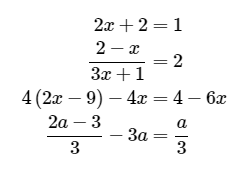 2x + 2 = 1
(2 − x)/(3x + 1) = 2
4(2x − 9) − 4x = 4 − 6x
(2a − 3)/3 − 3a = a/3